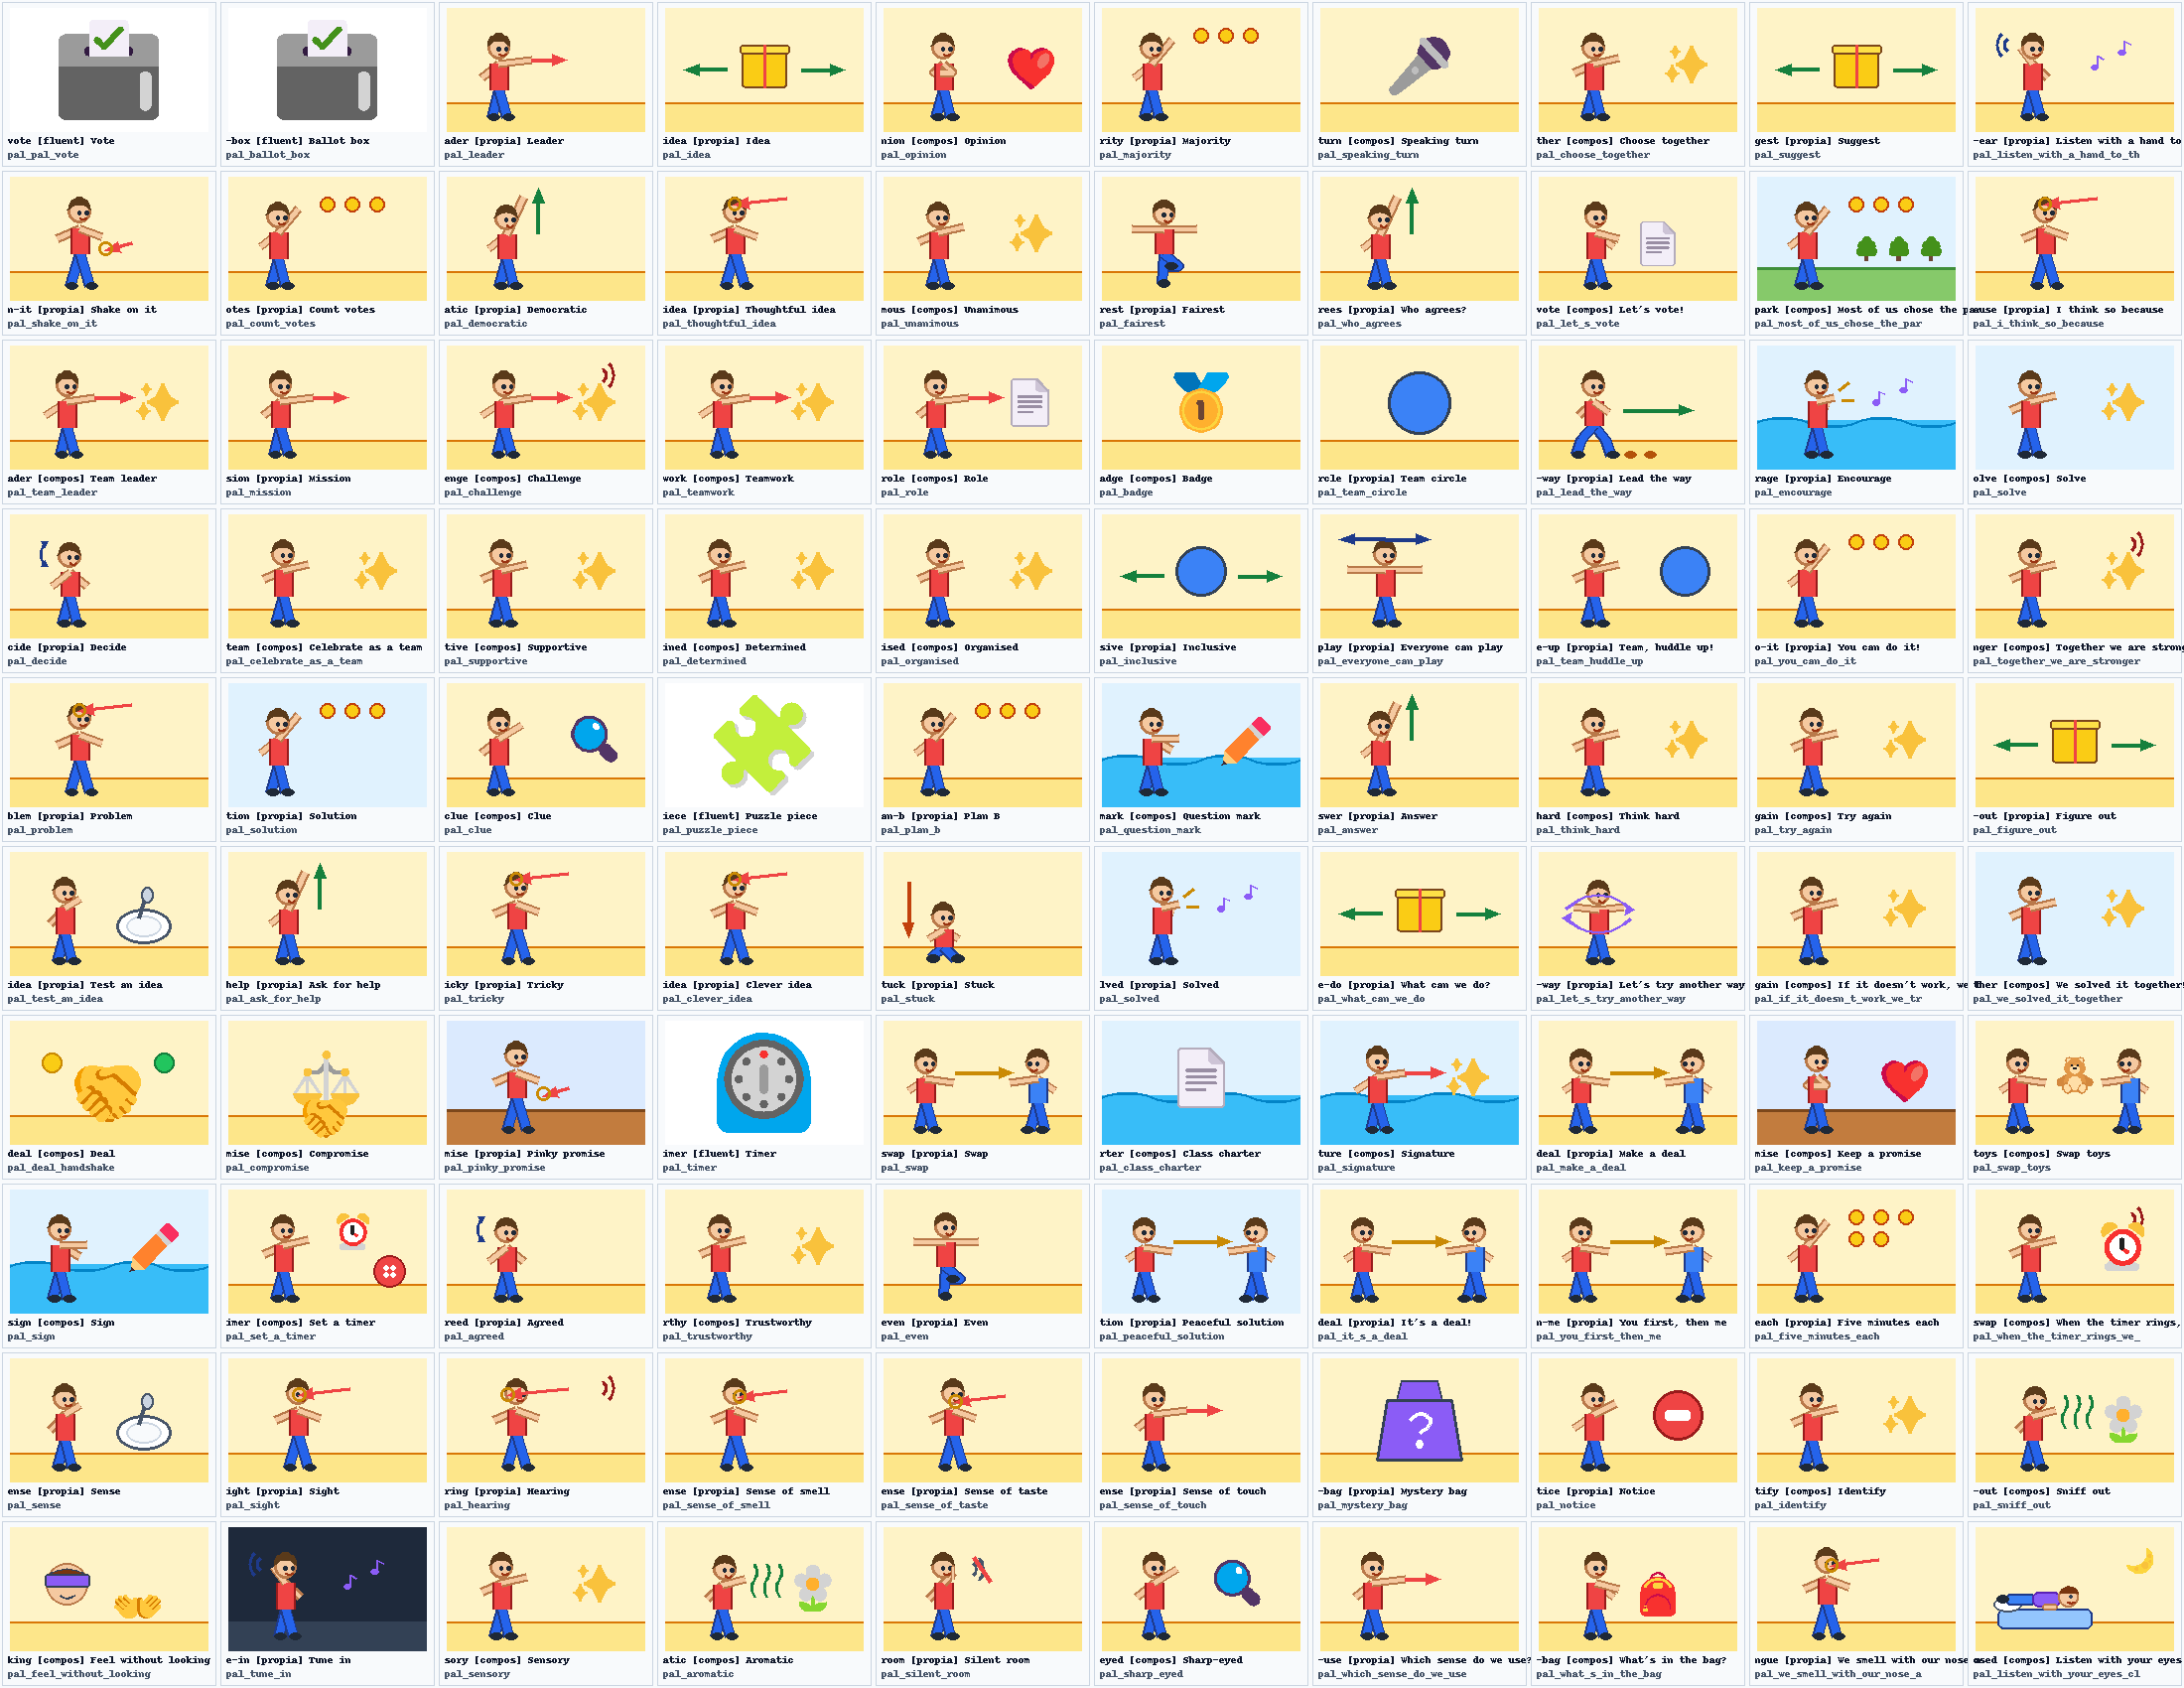 vote [fluent] Vote
pal_pal_vote
-box [fluent] Ballot box
pal_ballot_box
ader [propia] Leader
pal_leader
idea [propia] Idea
pal_idea
nion [compos] Opinion
pal_opinion
rity [propia] Majority
pal_majority
turn [compos] Speaking turn
pal_speaking_turn
ther [compos] Choose together
pal_choose_together
gest [propia] Suggest
pal_suggest
-ear [propia] Listen with a hand to
pal_listen_with_a_hand_to_th
n-it [propia] Shake on it
pal_shake_on_it
otes [propia] Count votes
pal_count_votes
atic [propia] Democratic
pal_democratic
idea [propia] Thoughtful idea
pal_thoughtful_idea
mous [compos] Unanimous
pal_unanimous
rest [propia] Fairest
pal_fairest
rees [propia] Who agrees?
pal_who_agrees
vote [compos] Let's vote!
pal_let_s_vote
park [compos] Most of us chose the pa
pal_most_of_us_chose_the_par
ause [propia] I think so because
pal_i_think_so_because
ader [compos] Team leader
pal_team_leader
sion [propia] Mission
pal_mission
enge [compos] Challenge
pal_challenge
work [compos] Teamwork
pal_teamwork
role [compos] Role
pal_role
adge [compos] Badge
pal_badge
rcle [propia] Team circle
pal_team_circle
-way [propia] Lead the way
pal_lead_the_way
rage [propia] Encourage
pal_encourage
olve [compos] Solve
pal_solve
cide [propia] Decide
pal_decide
team [compos] Celebrate as a team
pal_celebrate_as_a_team
tive [compos] Supportive
pal_supportive
ined [compos] Determined
pal_determined
ised [compos] Organised
pal_organised
sive [propia] Inclusive
pal_inclusive
play [propia] Everyone can play
pal_everyone_can_play
e-up [propia] Team, huddle up!
pal_team_huddle_up
o-it [propia] You can do it!
pal_you_can_do_it
nger [compos] Together we are strong
pal_together_we_are_stronger
blem [propia] Problem
pal_problem
tion [propia] Solution
pal_solution
clue [compos] Clue
pal_clue
iece [fluent] Puzzle piece
pal_puzzle_piece
an-b [propia] Plan B
pal_plan_b
mark [compos] Question mark
pal_question_mark
swer [propia] Answer
pal_answer
hard [compos] Think hard
pal_think_hard
gain [compos] Try again
pal_try_again
-out [propia] Figure out
pal_figure_out
idea [propia] Test an idea
pal_test_an_idea
help [propia] Ask for help
pal_ask_for_help
icky [propia] Tricky
pal_tricky
idea [propia] Clever idea
pal_clever_idea
tuck [propia] Stuck
pal_stuck
lved [propia] Solved
pal_solved
e-do [propia] What can we do?
pal_what_can_we_do
-way [propia] Let's try another way
pal_let_s_try_another_way
gain [compos] If it doesn't work, we
pal_if_it_doesn_t_work_we_tr
ther [compos] We solved it together!
pal_we_solved_it_together
1
deal [compos] Deal
pal_deal_handshake
mise [compos] Compromise
pal_compromise
mise [propia] Pinky promise
pal_pinky_promise
imer [fluent] Timer
pal_timer
swap [propia] Swap
pal_swap
rter [compos] Class charter
pal_class_charter
ture [compos] Signature
pal_signature
deal [propia] Make a deal
pal_make_a_deal
mise [compos] Keep a promise
pal_keep_a_promise
toys [compos] Swap toys
pal_swap_toys
sign [compos] Sign
pal_sign
imer [compos] Set a timer
pal_set_a_timer
reed [propia] Agreed
pal_agreed
rthy [compos] Trustworthy
pal_trustworthy
even [propia] Even
pal_even
tion [propia] Peaceful solution
pal_peaceful_solution
deal [propia] It's a deal!
pal_it_s_a_deal
n-me [propia] You first, then me
pal_you_first_then_me
each [propia] Five minutes each
pal_five_minutes_each
swap [compos] When the timer rings,
pal_when_the_timer_rings_we_
ense [propia] Sense
pal_sense
ight [propia] Sight
pal_sight
ring [propia] Hearing
pal_hearing
ense [propia] Sense of smell
pal_sense_of_smell
ense [propia] Sense of taste
pal_sense_of_taste
ense [propia] Sense of touch
pal_sense_of_touch
?
-bag [propia] Mystery bag
pal_mystery_bag
tice [propia] Notice
pal_notice
tify [compos] Identify
pal_identify
-out [compos] Sniff out
pal_sniff_out
king [compos] Feel without looking
pal_feel_without_looking
e-in [propia] Tune in
pal_tune_in
sory [compos] Sensory
pal_sensory
atic [compos] Aromatic
pal_aromatic
room [propia] Silent room
pal_silent_room
eyed [compos] Sharp-eyed
pal_sharp_eyed
-use [propia] Which sense do we use?
pal_which_sense_do_we_use
-bag [compos] What's in the bag?
pal_what_s_in_the_bag
ngue [propia] We smell with our nose
pal_we_smell_with_our_nose_a
osed [compos] Listen with your eyes
pal_listen_with_your_eyes_cl